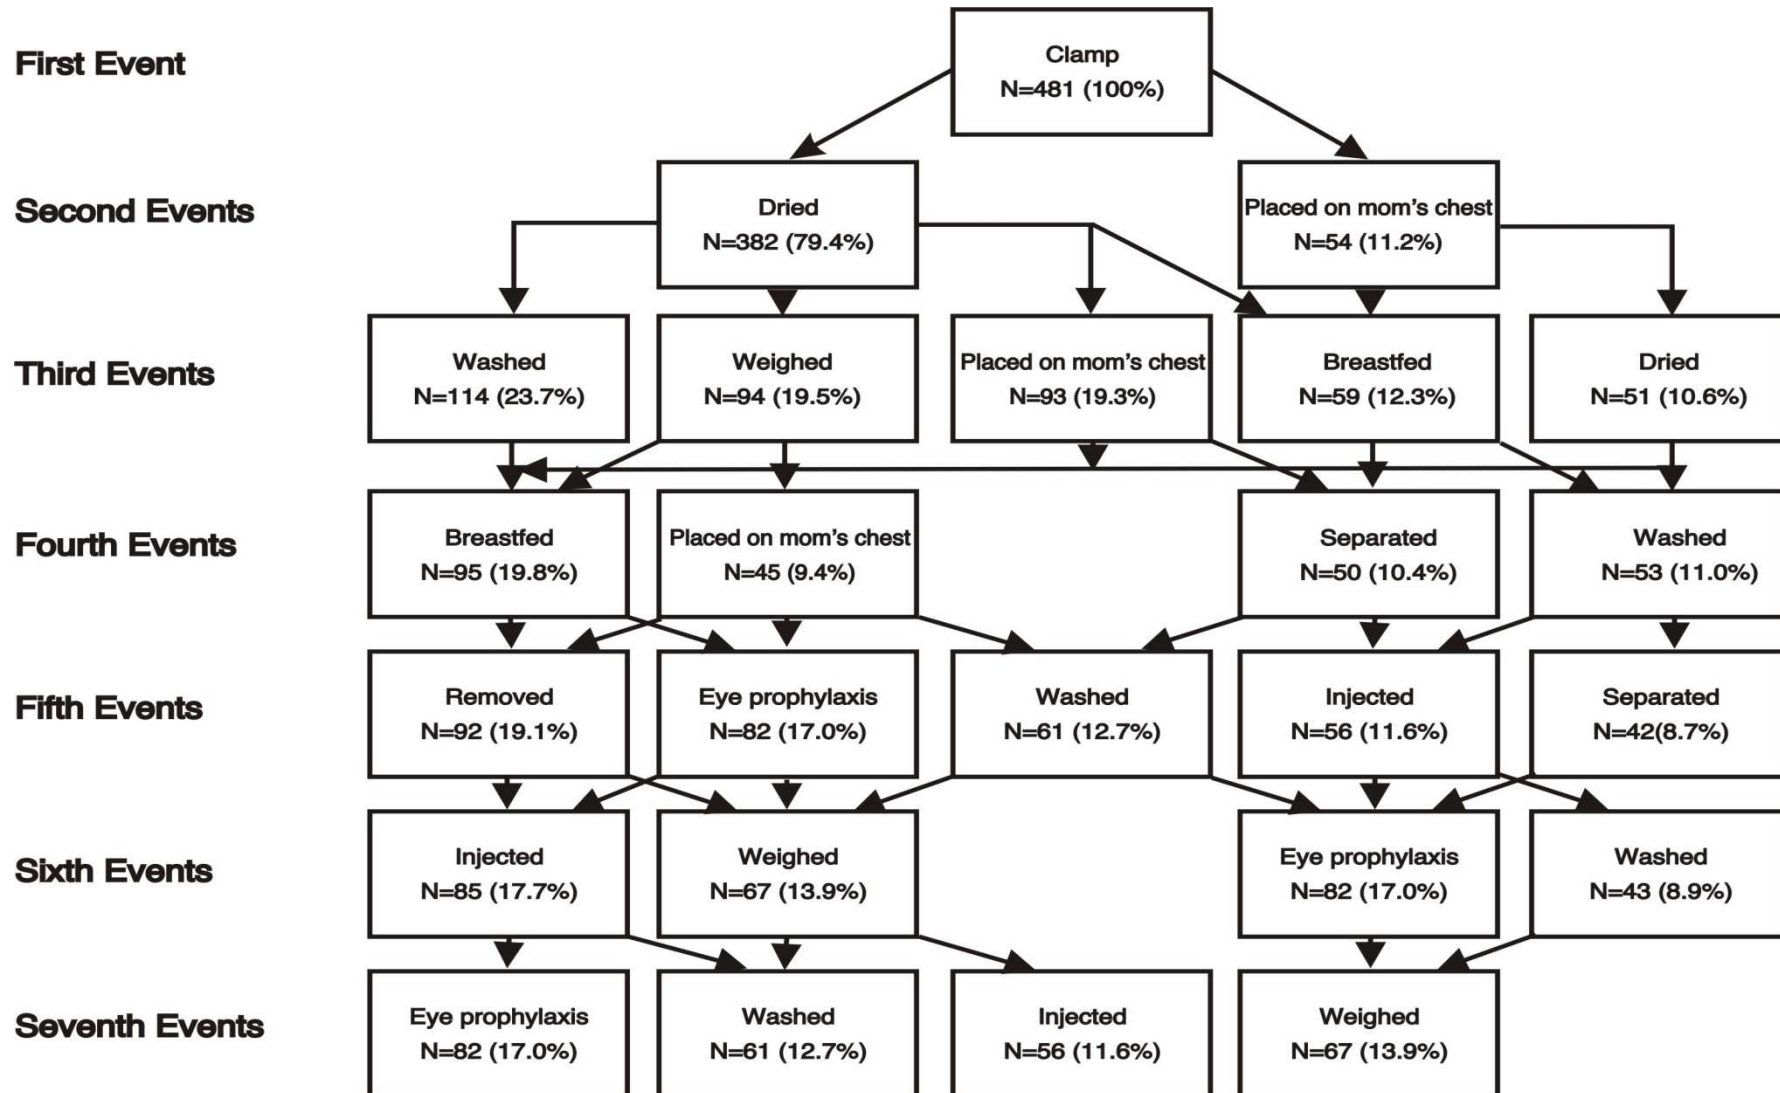 First Event
Clamp
N=481 (100%)
Second Events
Dried
N=382 (79.4%)
Placed on mom's chest
N=54 (11.2%)
Third Events
Washed
N=114 (23.7%)
Weighed
N=94 (19.5%)
Placed on mom's chest
N=93 (19.3%)
Breastfed
N=59 (12.3%)
Dried
N=51 (10.6%)
Fourth Events
Breastfed
N=95 (19.8%)
Placed on mom's chest
N=45 (9.4%)
Separated
N=50 (10.4%)
Washed
N=53 (11.0%)
Fifth Events
Removed
N=92 (19.1%)
Eye prophylaxis
N=82 (17.0%)
Washed
N=61 (12.7%)
Injected
N=56 (11.6%)
Separated
N=42(8.7%)
Sixth Events
Injected
N=85 (17.7%)
Weighed
N=67 (13.9%)
Eye prophylaxis
N=82 (17.0%)
Washed
N=43 (8.9%)
Seventh Events
Eye prophylaxis
N=82 (17.0%)
Washed
N=61 (12.7%)
Injected
N=56 (11.6%)
Weighed
N=67 (13.9%)